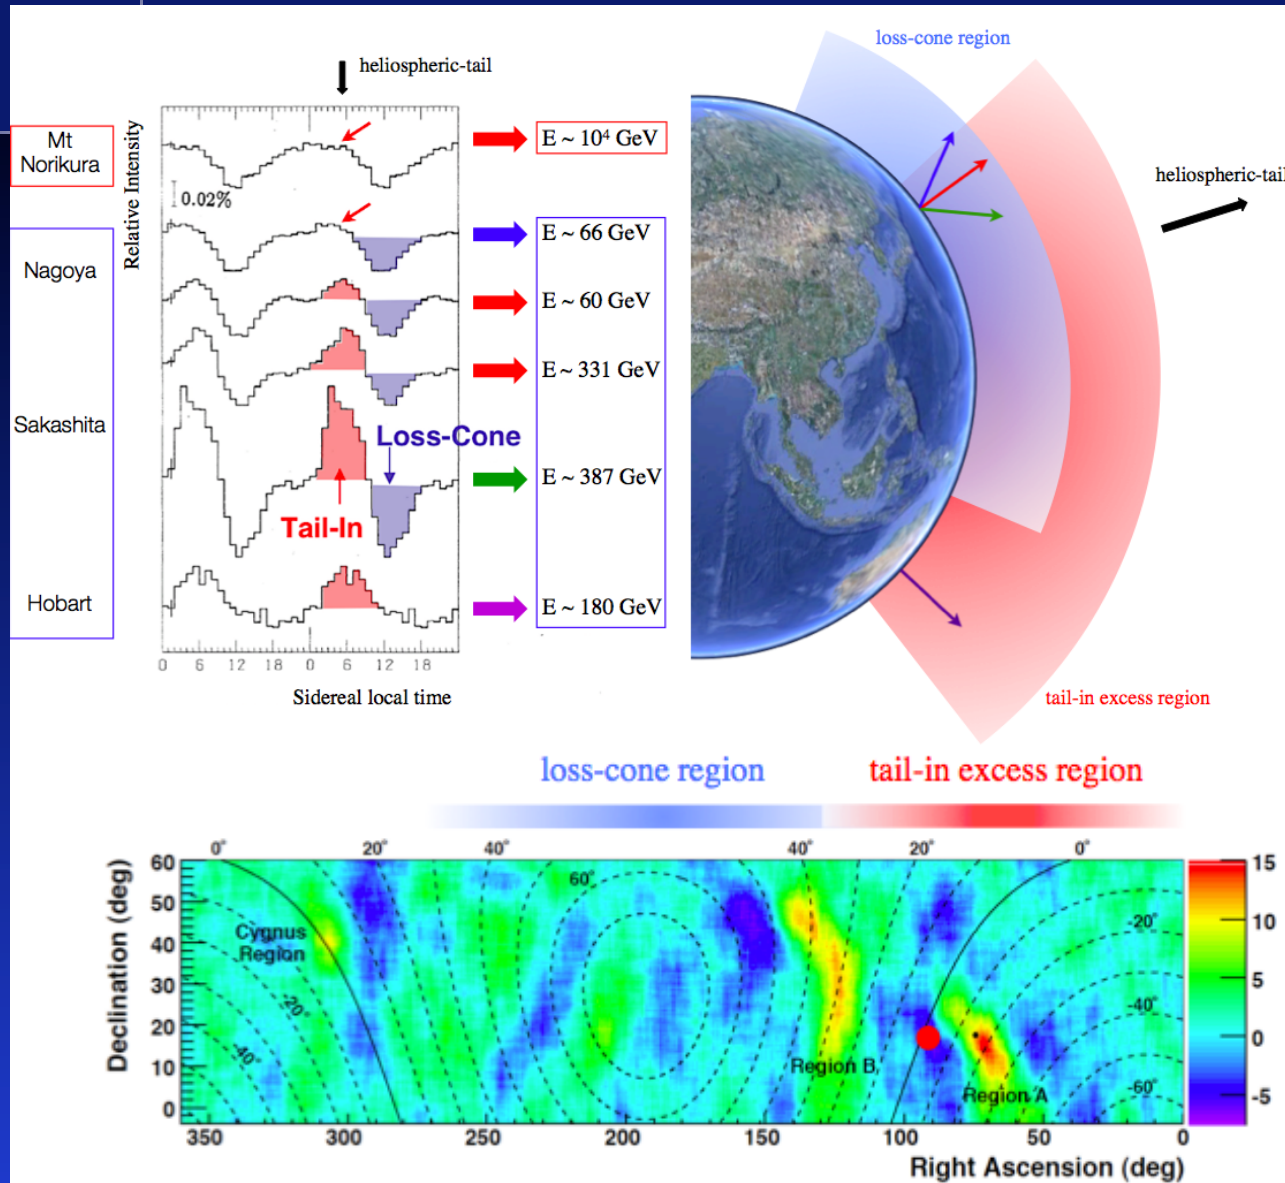 loss-cone region
heliospheric-tail
Mt
Norikura
Relative Intensity
0.02%
E ~ 10⁴ GeV
heliospheric-tail
Nagoya
E ~ 66 GeV
E ~ 60 GeV
E ~ 331 GeV
Sakashita
Loss-Cone
E ~ 387 GeV
Tail-In
Hobart
E ~ 180 GeV
0 6 12 18 0 6 12 18
Sidereal local time
tail-in excess region
loss-cone region
tail-in excess region
0° 20° 40° 40° 20° 0°
Declination (deg)
60
50
40
30
20
10
0
60°
Cygnus
Region
-20°
-40°
Region B
Region A
-20°
-40°
-60°
15
10
5
0
-5
350 300 250 200 150 100 50 0
Right Ascension (deg)